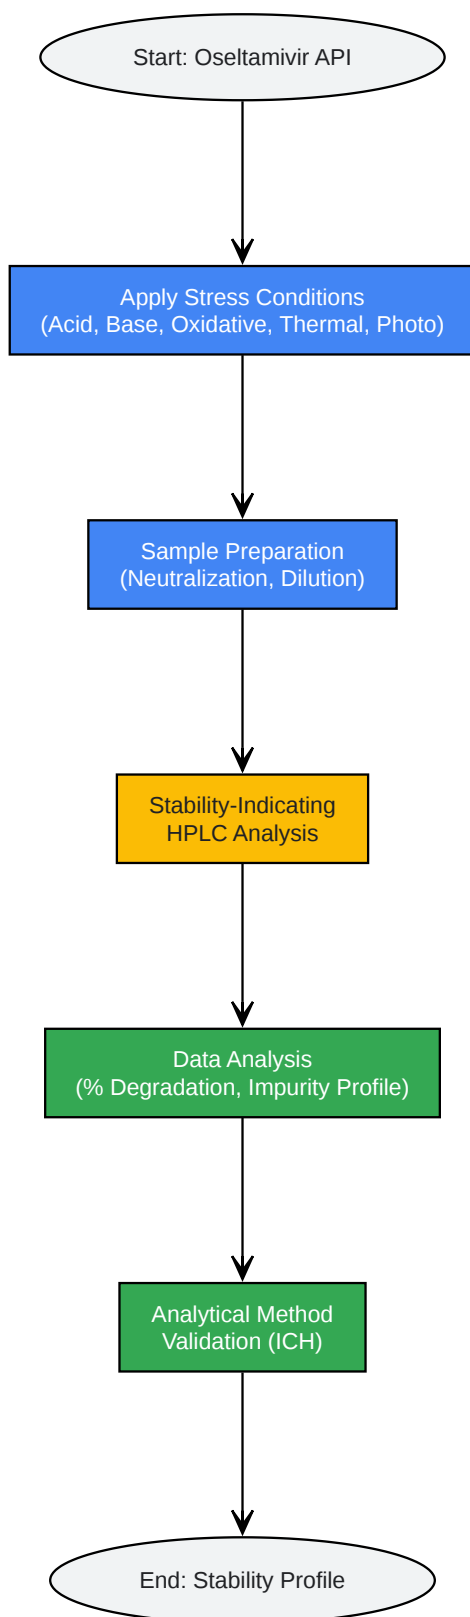 Start: Oseltamivir API
Apply Stress Conditions
(Acid, Base, Oxidative, Thermal, Photo)
Sample Preparation
(Neutralization, Dilution)
Stability-Indicating
HPLC Analysis
Data Analysis
(% Degradation, Impurity Profile)
Analytical Method
Validation (ICH)
End: Stability Profile